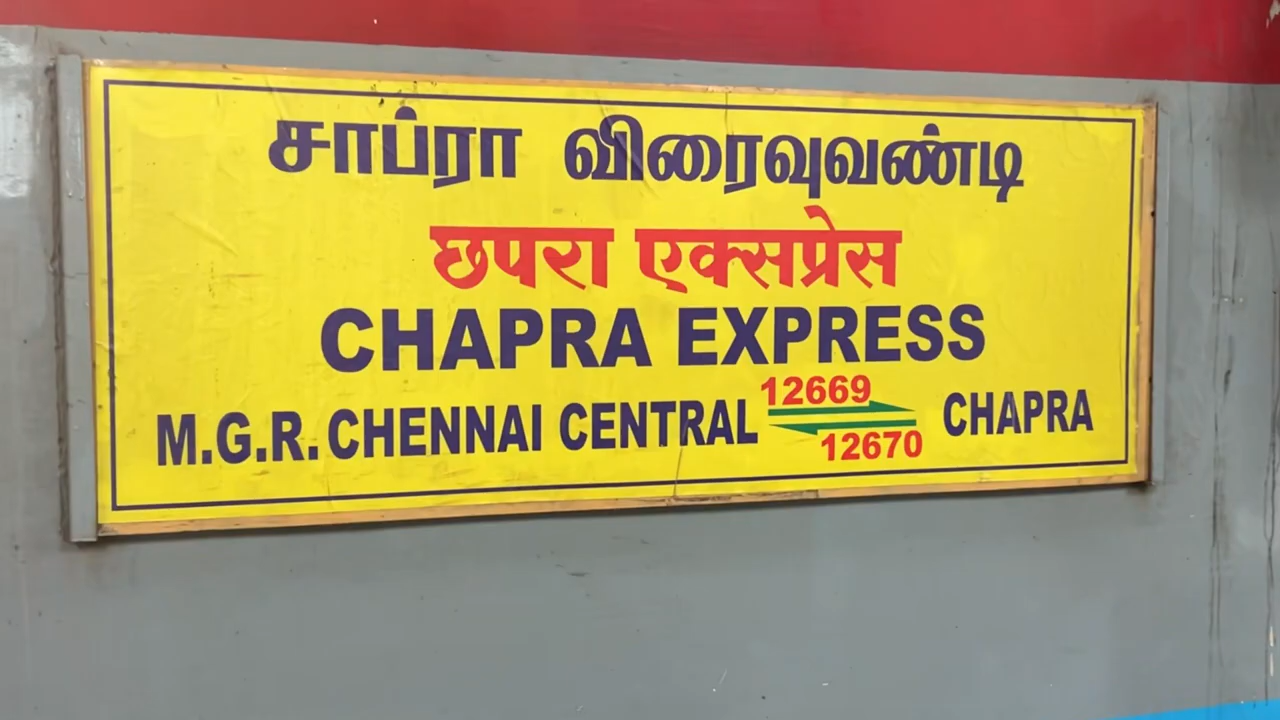 சாப்ரா விரைவுவண்டி
छपरा एक्सप्रेस
CHAPRA EXPRESS
12669
M.G.R. CHENNAI CENTRAL CHAPRA
12670